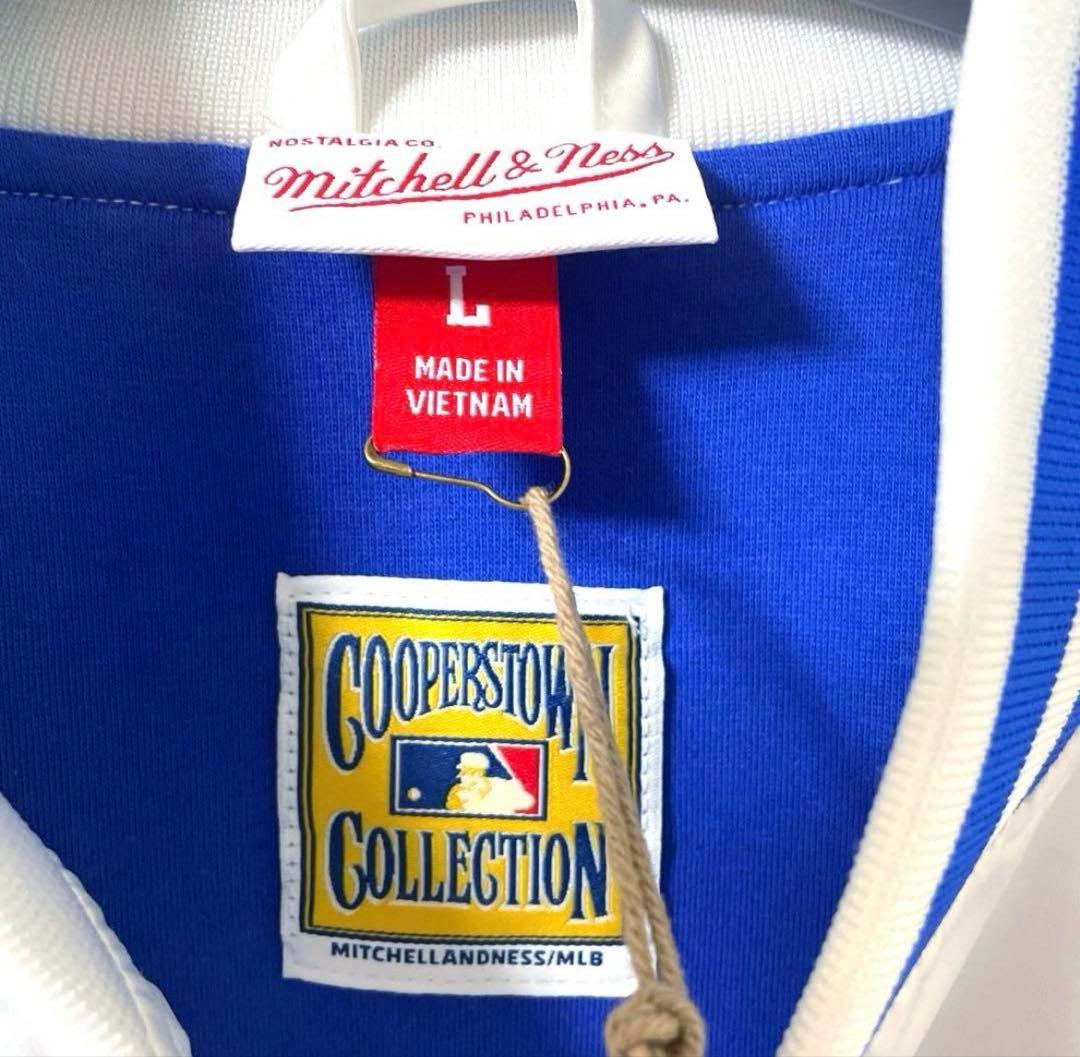 NOSTALGIA CO.
Mitchell & Ness
PHILADELPHIA, PA.
L
MADE IN
VIETNAM
COOPERSTOWN
COLLECTION
MITCHELLANDNESS/MLB